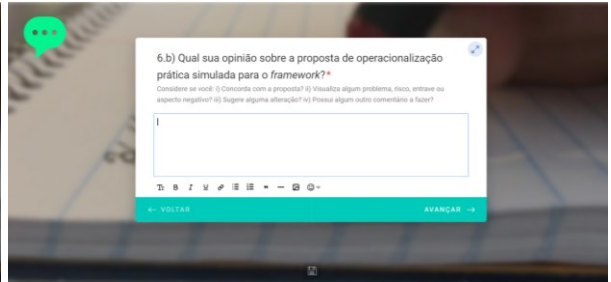 6.b) Qual sua opinião sobre a proposta de operacionalização
prática simulada para o framework?*
Considere se você: i) Concorda com a proposta? ii) Visualiza algum problema, risco, entrave ou
aspecto negativo? iii) Sugere alguma alteração? iv) Possui algum outro comentário a fazer?
← VOLTAR
AVANÇAR →